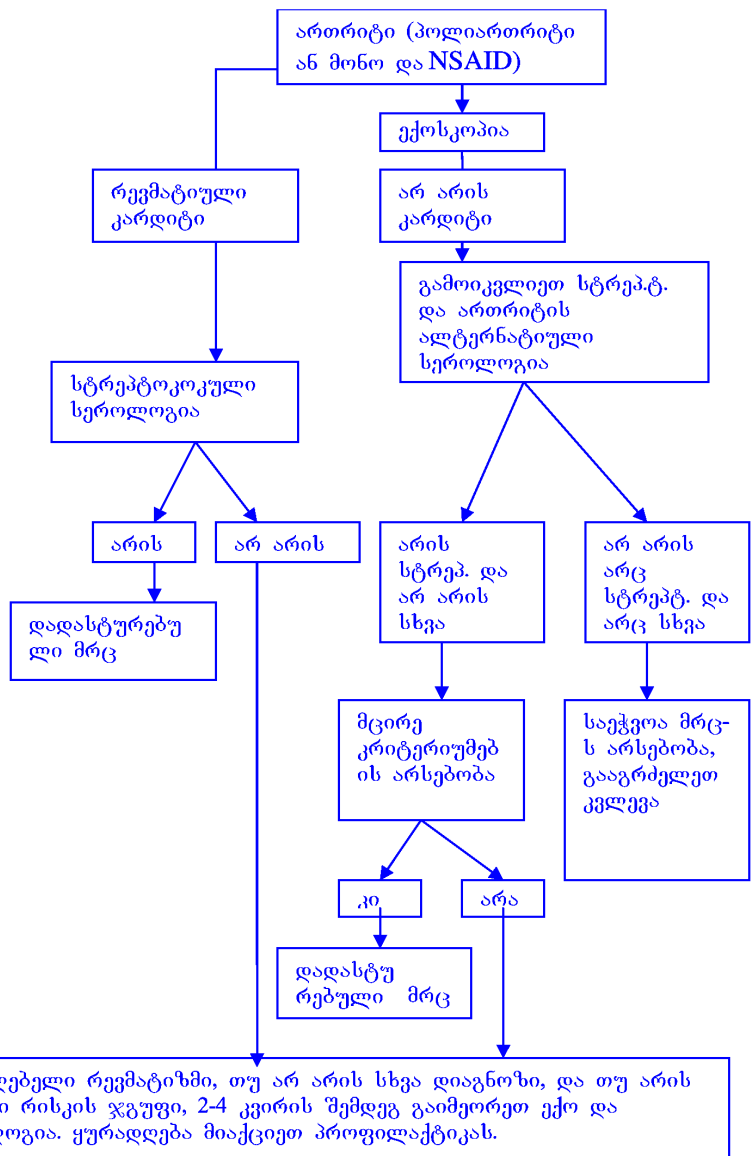 ართრიტი (პოლიართრიტი
ან მონო და NSAID)
ექოსკოპია
რევმატიული
კარდიტი
არ არის
კარდიტი
გამოიკვლიეთ სტრეპ.ტ.
და ართრიტის
ალტერნატიული
სეროლოგია
სტრეპტოკოკული
სეროლოგია
არის
არ არის
არის
სტრეპ. და
არ არის
სხვა
არ არის
არც
სტრეპტ. და
არც სხვა
დადასტურებუ
ლი მრც
მცირე
კრიტერიუმებ
ის არსებობა
საეჭვოა მრც-
ს არსებობა,
გააგრძელეთ
კვლევა
კი
არა
დადასტუ
რებული მრც
რევმატიზმი, თუ არ არის სხვა დიაგნოზი, და თუ არის
რისკის ჯგუფი, 2-4 კვირის შემდეგ გაიმეორეთ ექო და
ყურადღება მიაქციეთ პროფილაქტიკას.